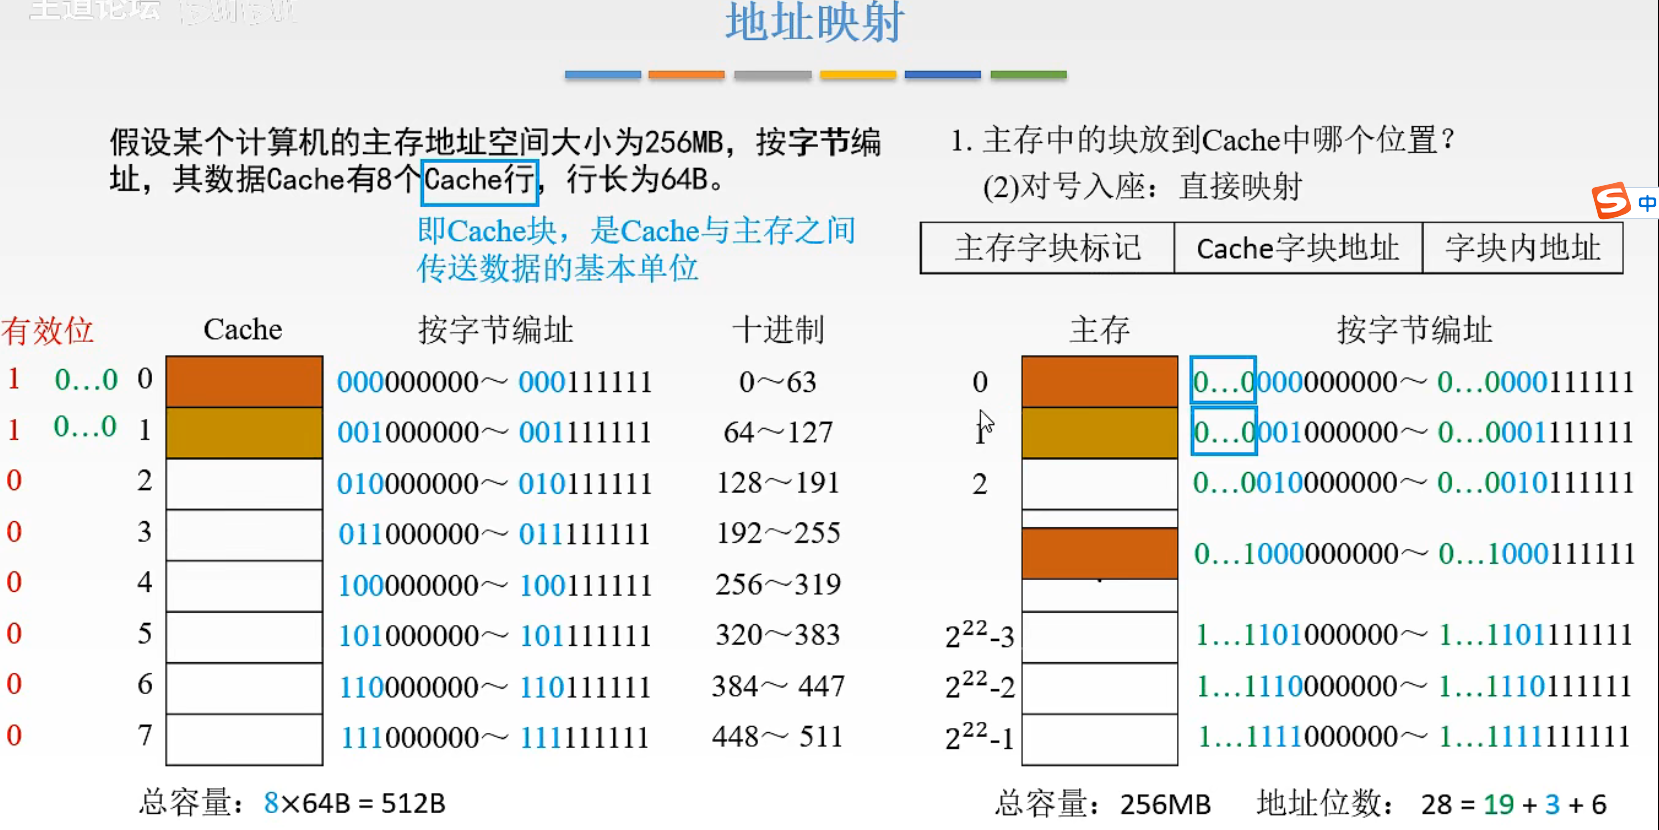 王道论坛
地址映射
假设某个计算机的主存地址空间大小为256MB，按字节编
址，其数据Cache有8个Cache行，行长为64B。
即Cache块，是Cache与主存之间
传送数据的基本单位
1. 主存中的块放到Cache中哪个位置？
(2)对号入座：直接映射
主存字块标记 Cache字块地址 字块内地址
中
有效位 Cache 按字节编址 十进制 主存 按字节编址
1 0…0 0 000000000～ 000111111 0～63 0 0…0000000000～ 0…0000111111
1 0…0 1 001000000～ 001111111 64～127 1 0…0001000000～ 0…0001111111
0 2 010000000～ 010111111 128～191 2 0…0010000000～ 0…0010111111
0 3 011000000～ 011111111 192～255
0…1000000000～ 0…1000111111
0 4 100000000～ 100111111 256～319
0 5 101000000～ 101111111 320～383 2²²-3 1…1101000000～ 1…1101111111
0 6 110000000～ 110111111 384～ 447 2²²-2 1…1110000000～ 1…1110111111
0 7 111000000～ 111111111 448～ 511 2²²-1 1…1111000000～ 1…1111111111
总容量：8×64B = 512B 总容量：256MB 地址位数： 28 = 19 + 3 + 6